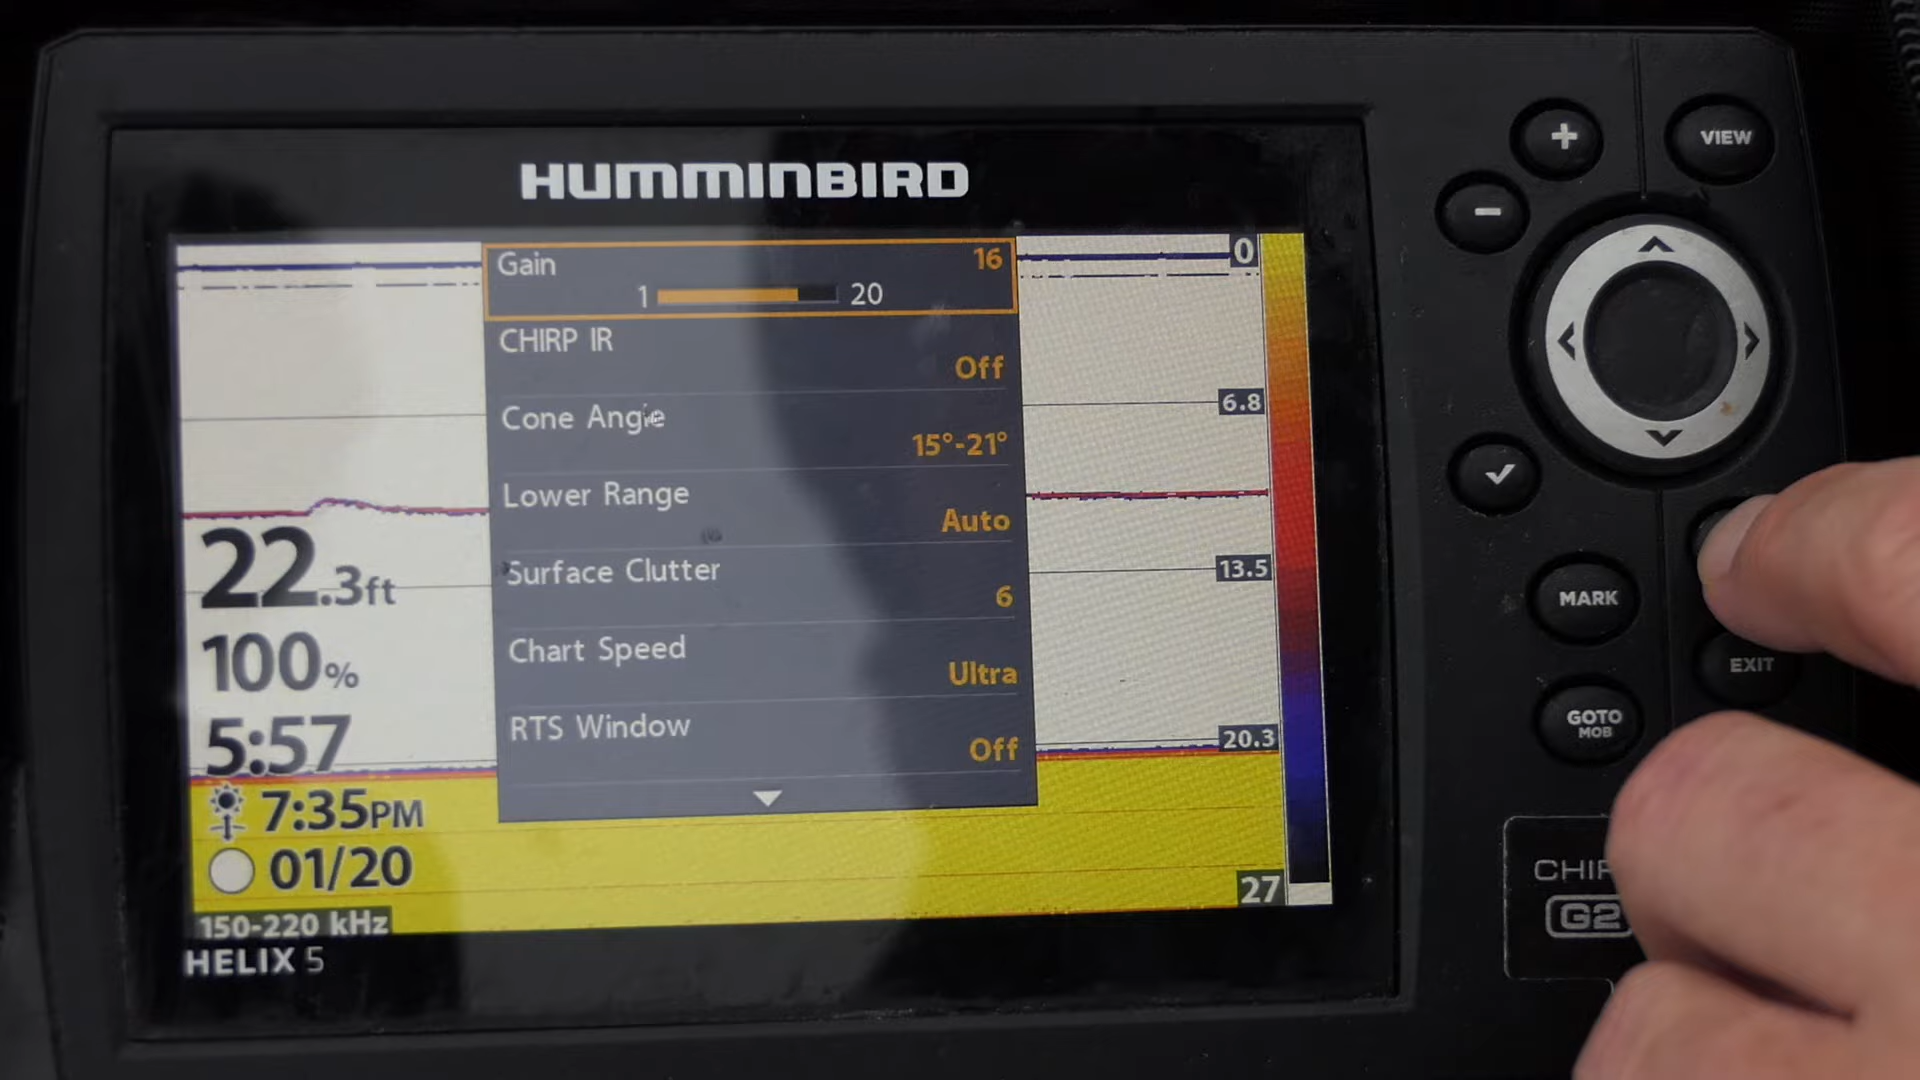 HUMMINBIRD
Gain 16
1 20
CHIRP IR
Off
Cone Angle
15°-21°
Lower Range
Auto
Surface Clutter
6
Chart Speed
Ultra
RTS Window
Off
22.3ft
100%
5:57
7:35PM
01/20
150-220 kHz
HELIX 5
0
6.8
13.5
20.3
27
+
VIEW
-
MARK
EXIT
GOTO
MOB
G2